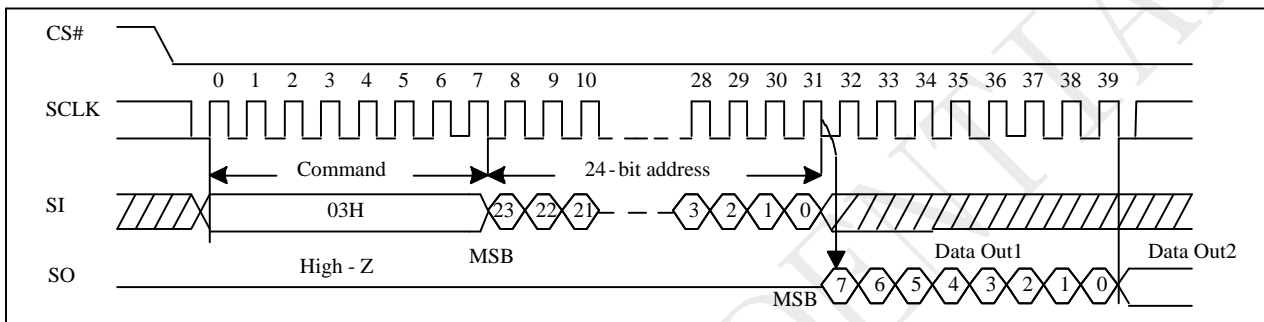 CS#
0 1 2 3 4 5 6 7 8 9 10 28 29 30 31 32 33 34 35 36 37 38 39
SCLK
Command 24-bit address
SI 03H 23 22 21 3 2 1 0
High - Z MSB Data Out1 Data Out2
SO MSB 7 6 5 4 3 2 1 0